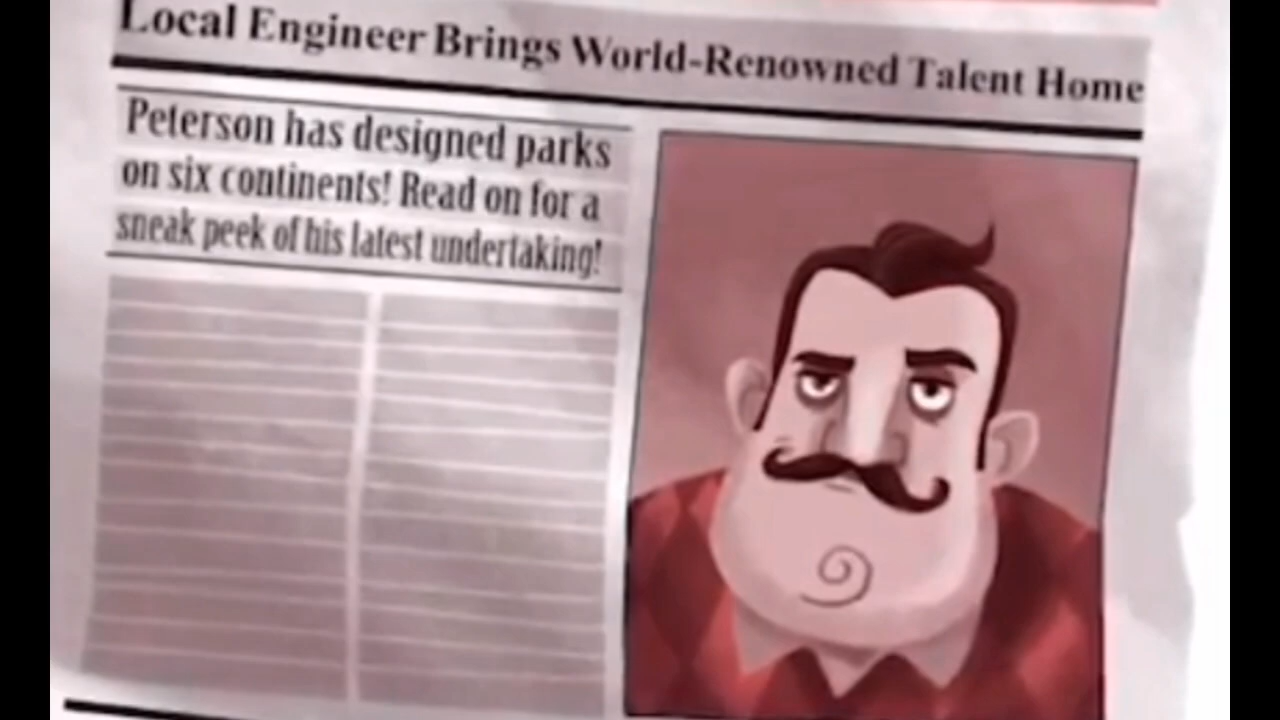 Local Engineer Brings World-Renowned Talent Home
Peterson has designed parks
on six continents! Read on for a
sneak peek of his latest undertaking!